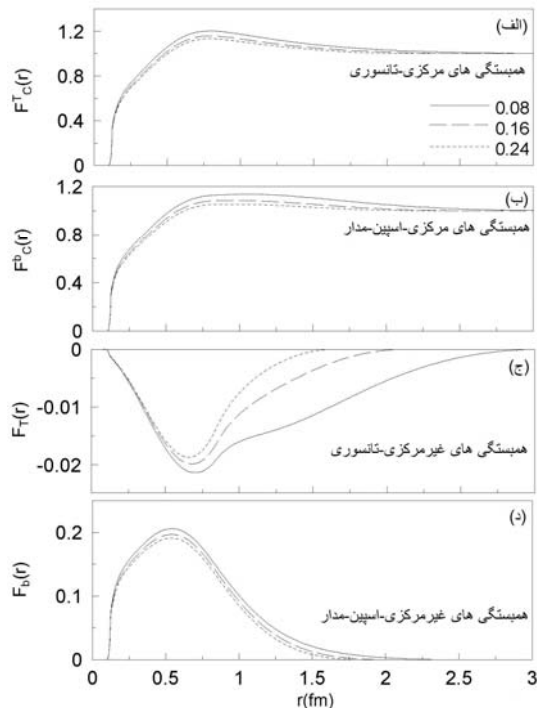 (الف)
1.2
0.8
0.4
0
F^T_C(r)
همبستگی های مرکزی-تانسوری
0.08
0.16
0.24
(ب)
1.2
0.8
0.4
0
F^b_C(r)
همبستگی های مرکزی-اسپین-مدار
(ج)
0
-0.01
-0.02
F_T(r)
همبستگی های غیرمرکزی-تانسوری
(د)
0.2
0.1
0
F_b(r)
همبستگی های غیرمرکزی-اسپین-مدار
0 0.5 1 1.5 2 2.5 3
r(fm)